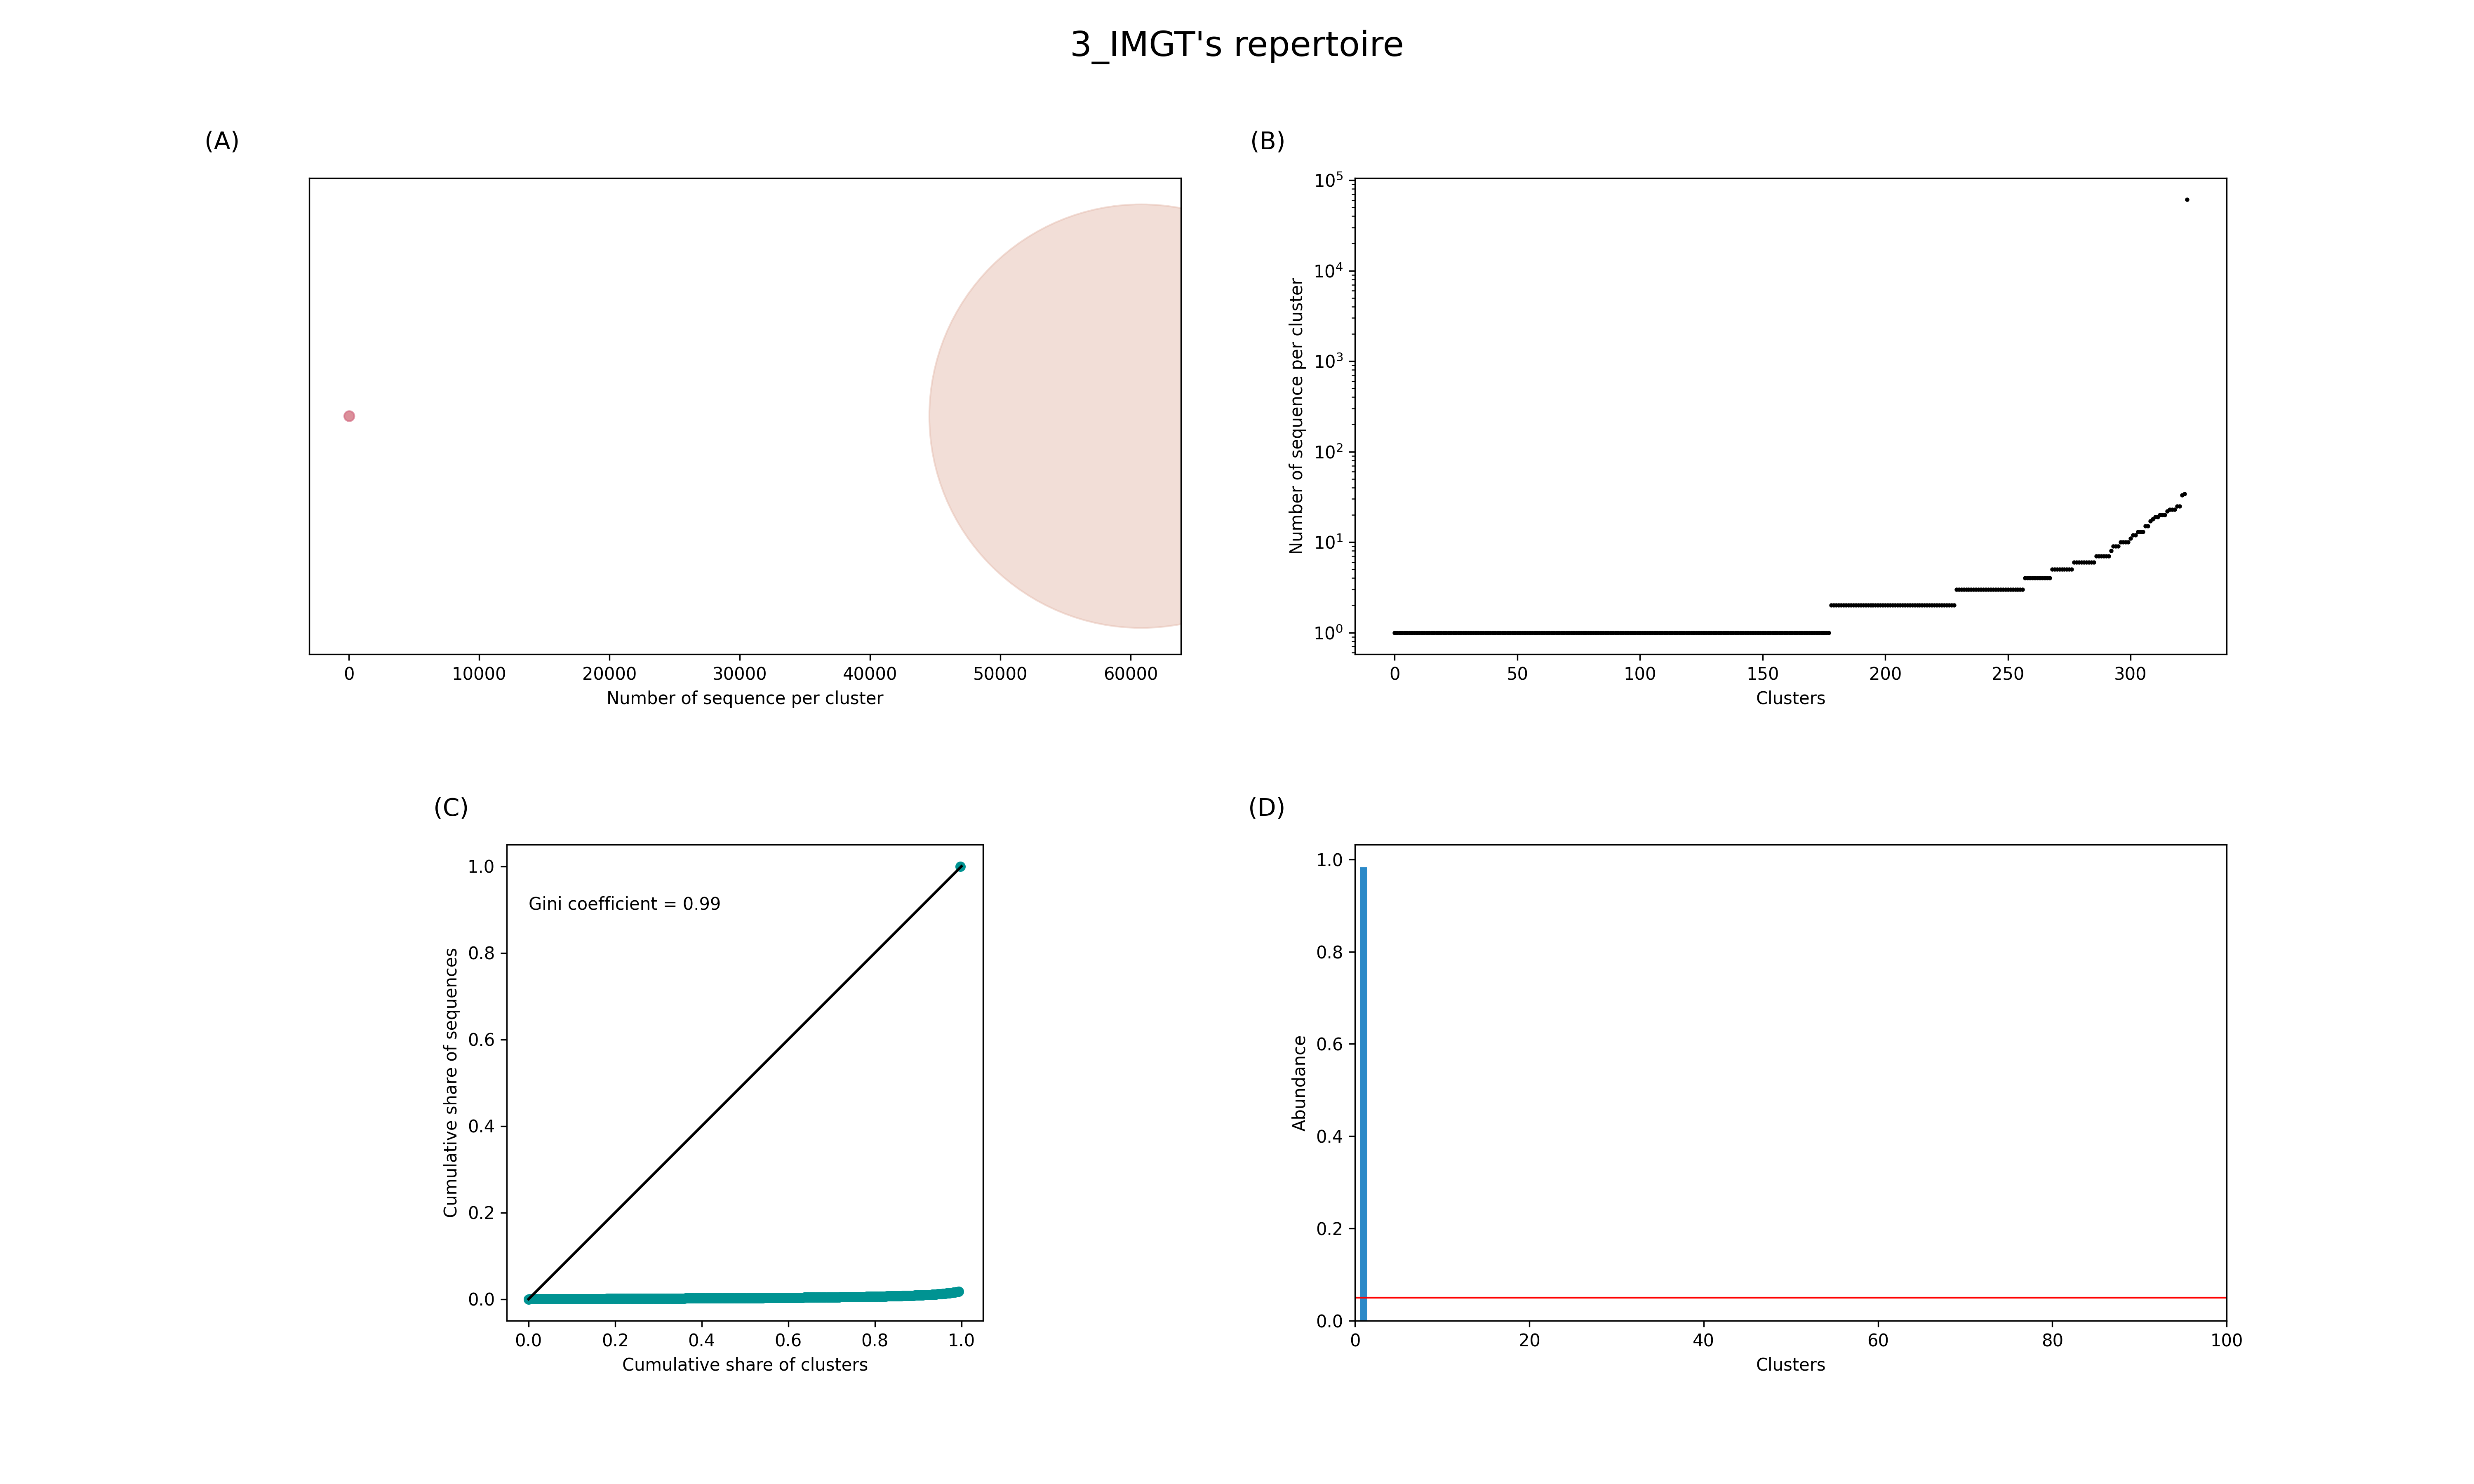 3_IMGT's repertoire
(A)
0 10000 20000 30000 40000 50000 60000
Number of sequence per cluster
(B)
Number of sequence per cluster
10^5
10^4
10^3
10^2
10^1
10^0
0 50 100 150 200 250 300
Clusters
(C)
Gini coefficient = 0.99
Cumulative share of sequences
1.0
0.8
0.6
0.4
0.2
0.0
0.0 0.2 0.4 0.6 0.8 1.0
Cumulative share of clusters
(D)
Abundance
1.0
0.8
0.6
0.4
0.2
0.0
0 20 40 60 80 100
Clusters